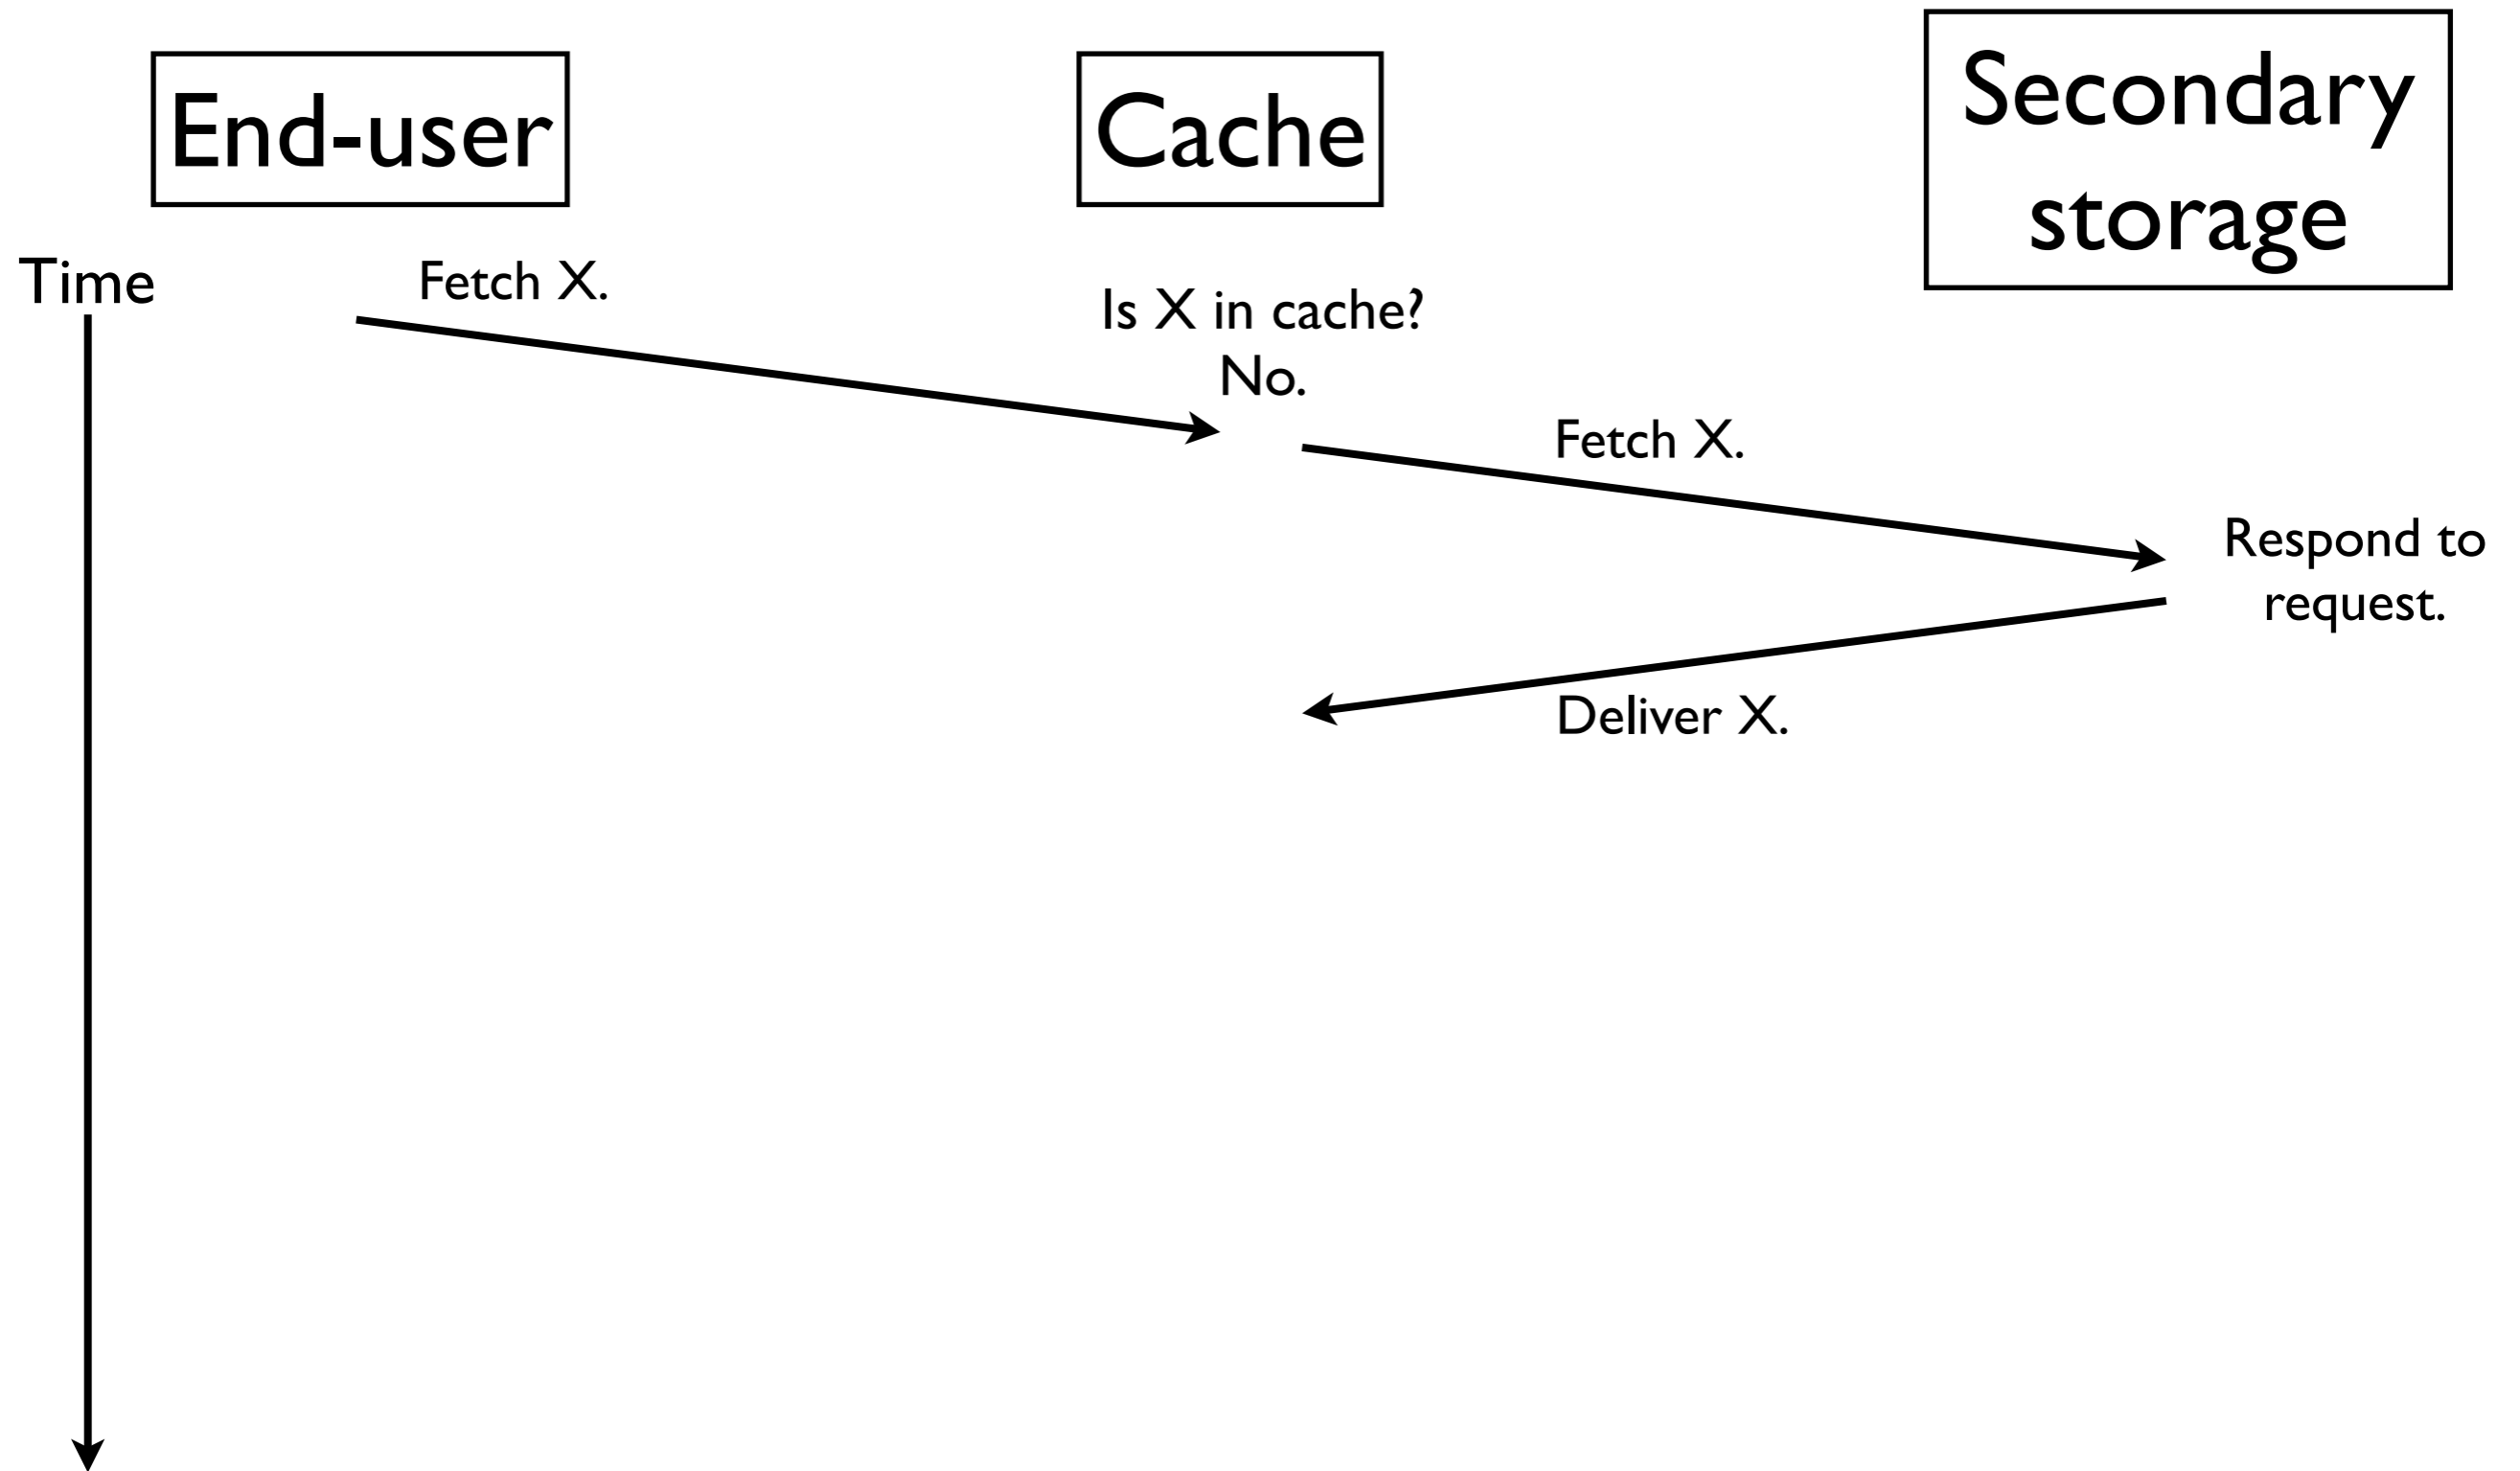 End-user
Cache
Secondary
storage
Time
Fetch X.
Is X in cache?
No.
Fetch X.
Respond to
request.
Deliver X.